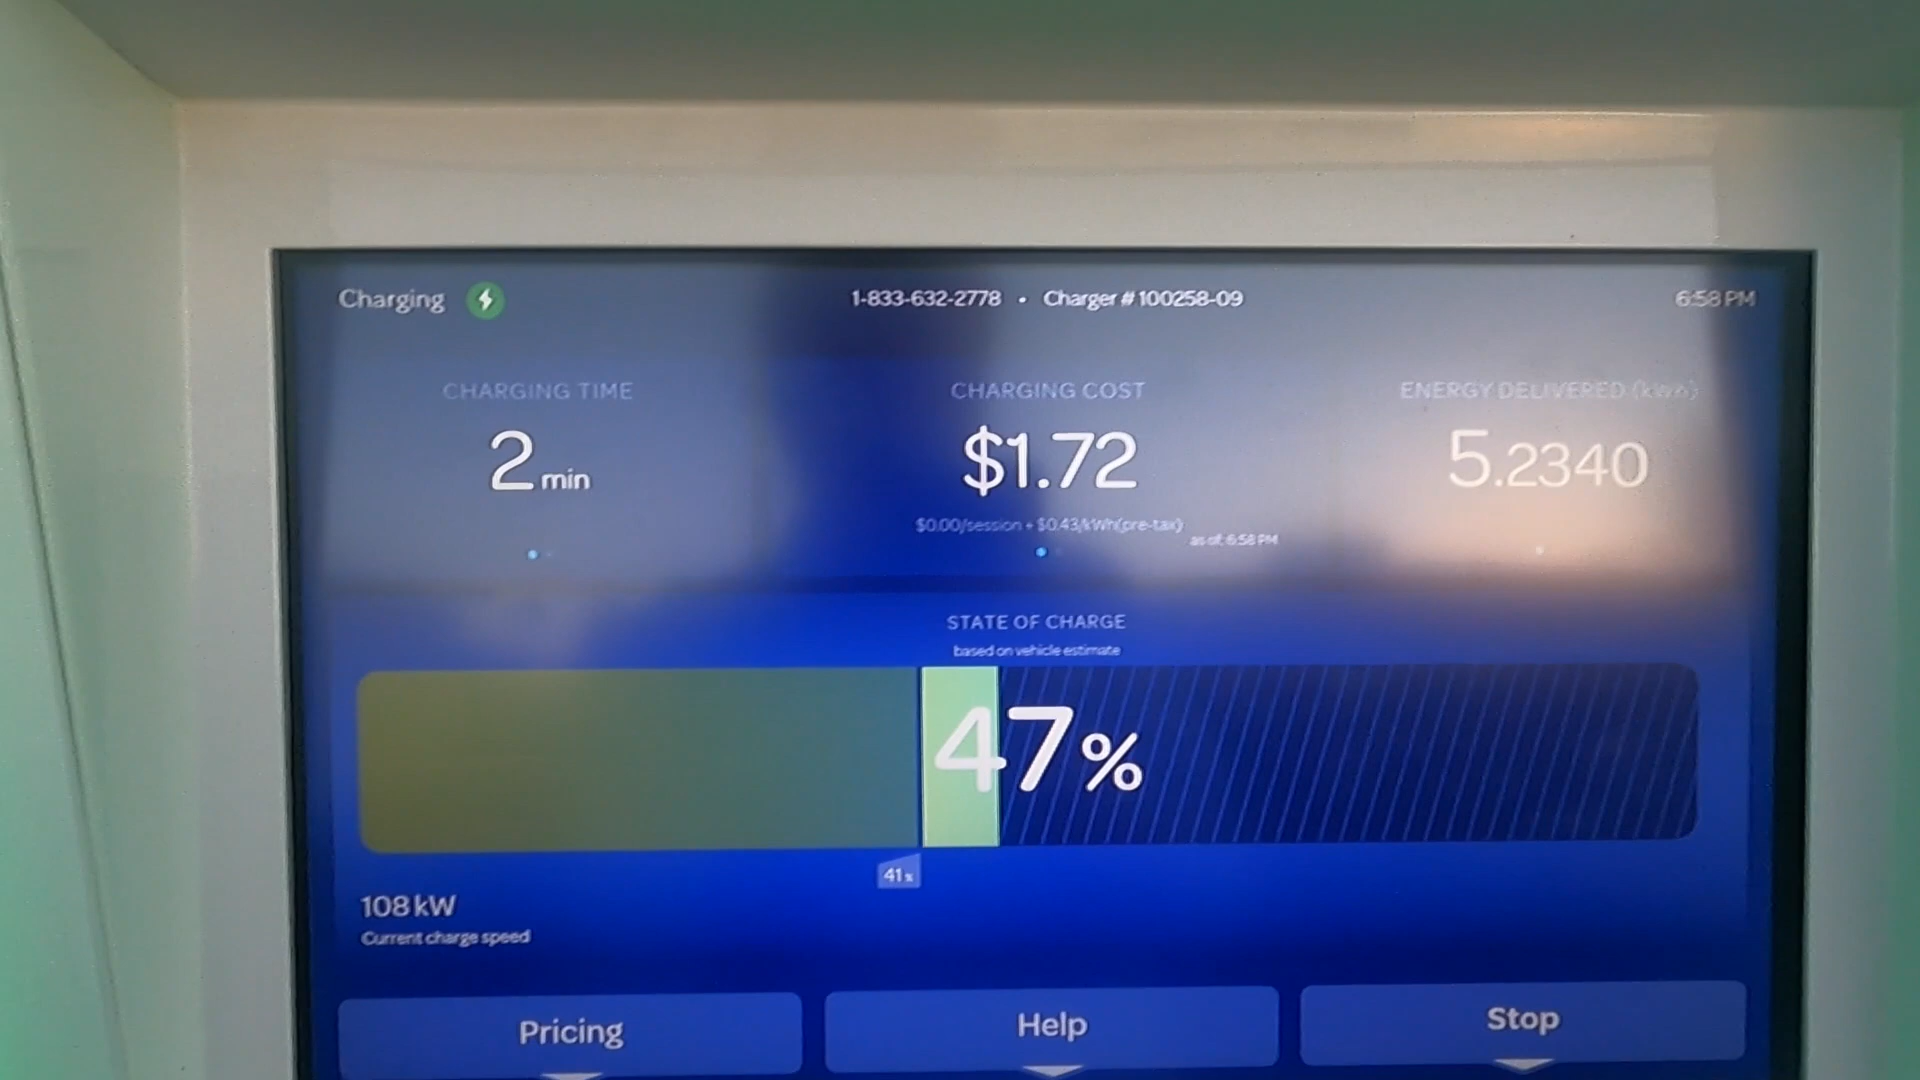 Charging
1-833-632-2778 • Charger # 100258-09
6:58 PM
CHARGING TIME
2 min
CHARGING COST
$1.72
$0.00/session + $0.43/kWh(pre-tax)
as of: 6:58 PM
ENERGY DELIVERED (kWh)
5.2340
STATE OF CHARGE
based on vehicle estimate
47%
41%
108 kW
Current charge speed
Pricing
Help
Stop